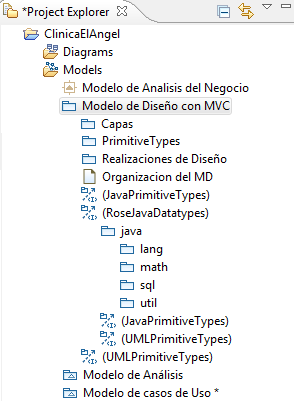 *Project Explorer
ClinicaElAngel
Diagrams
Models
Modelo de Analisis del Negocio
Modelo de Diseño con MVC
Capas
PrimitiveTypes
Realizaciones de Diseño
Organizacion del MD
(JavaPrimitiveTypes)
(RoseJavaDatatypes)
java
lang
math
sql
util
(JavaPrimitiveTypes)
(UMLPrimitiveTypes)
(UMLPrimitiveTypes)
Modelo de Análisis
Modelo de casos de Uso *